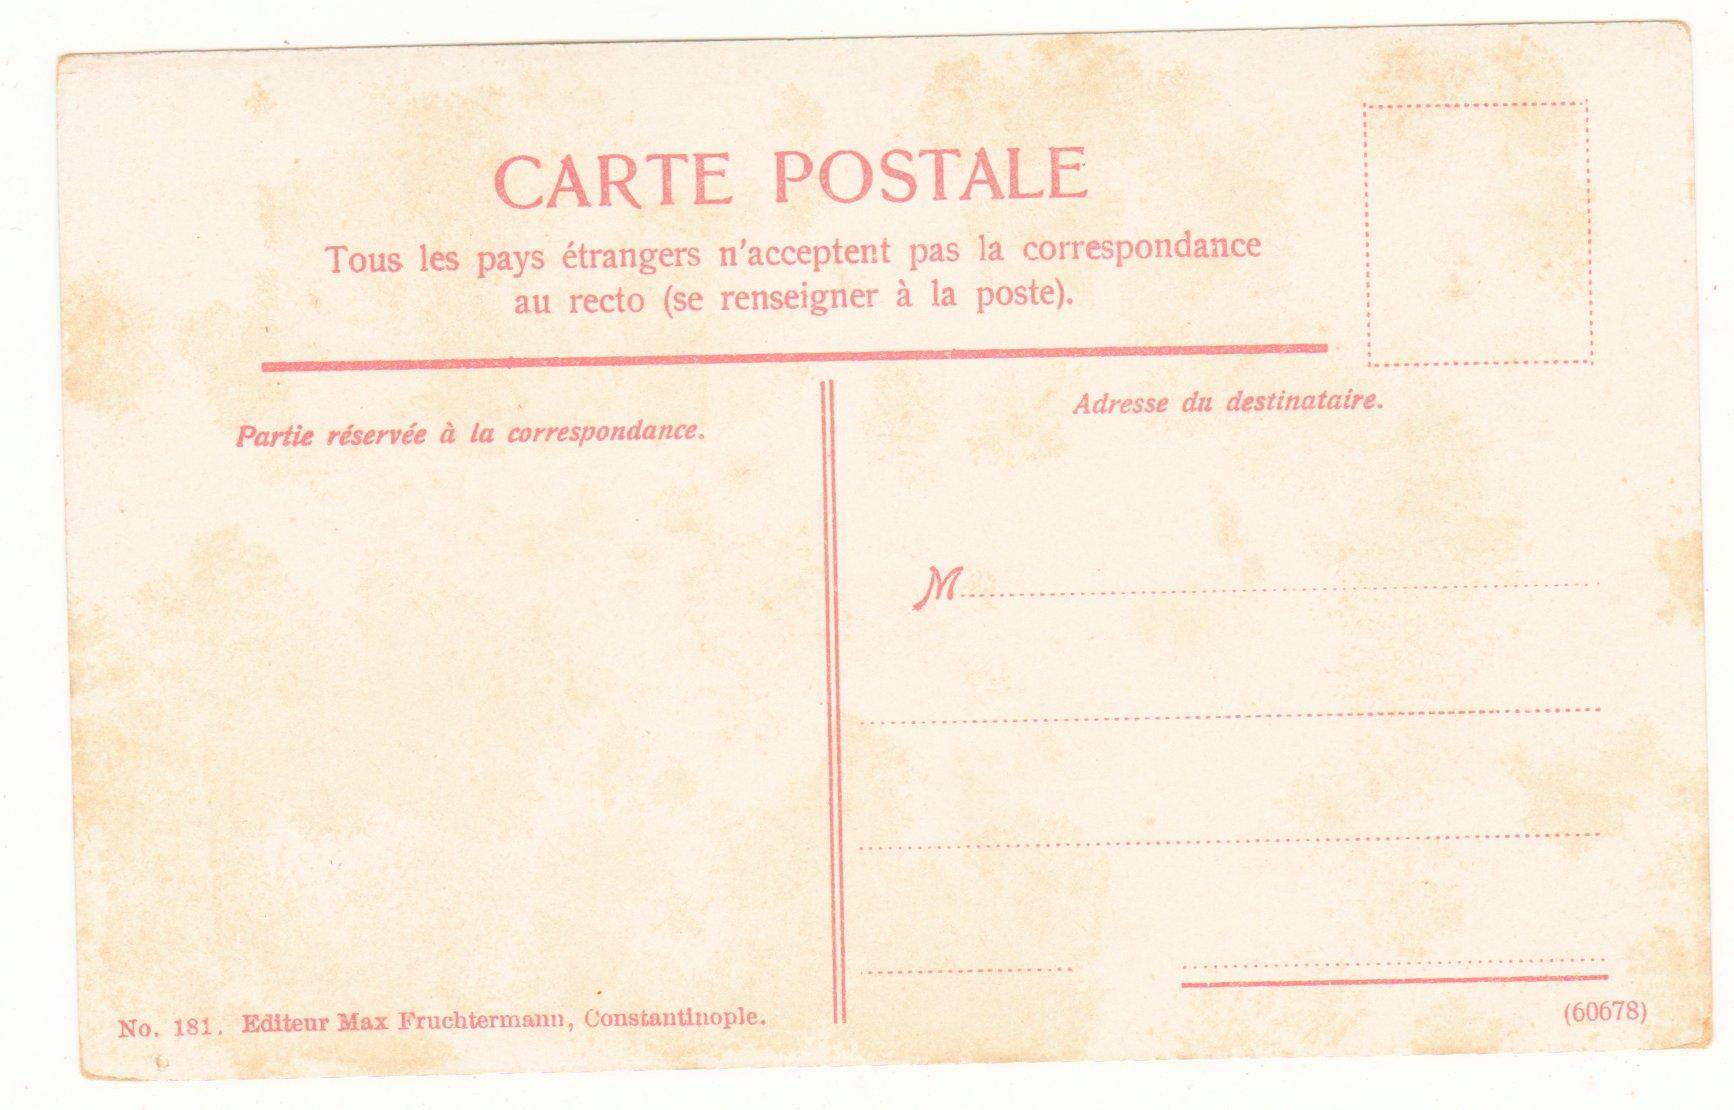 CARTE POSTALE
Tous les pays étrangers n'acceptent pas la correspondance
au recto (se renseigner à la poste).
Partie réservée à la correspondance.
Adresse du destinataire.
M
No. 181. Editeur Max Fruchtermann, Constantinople.
(60678)